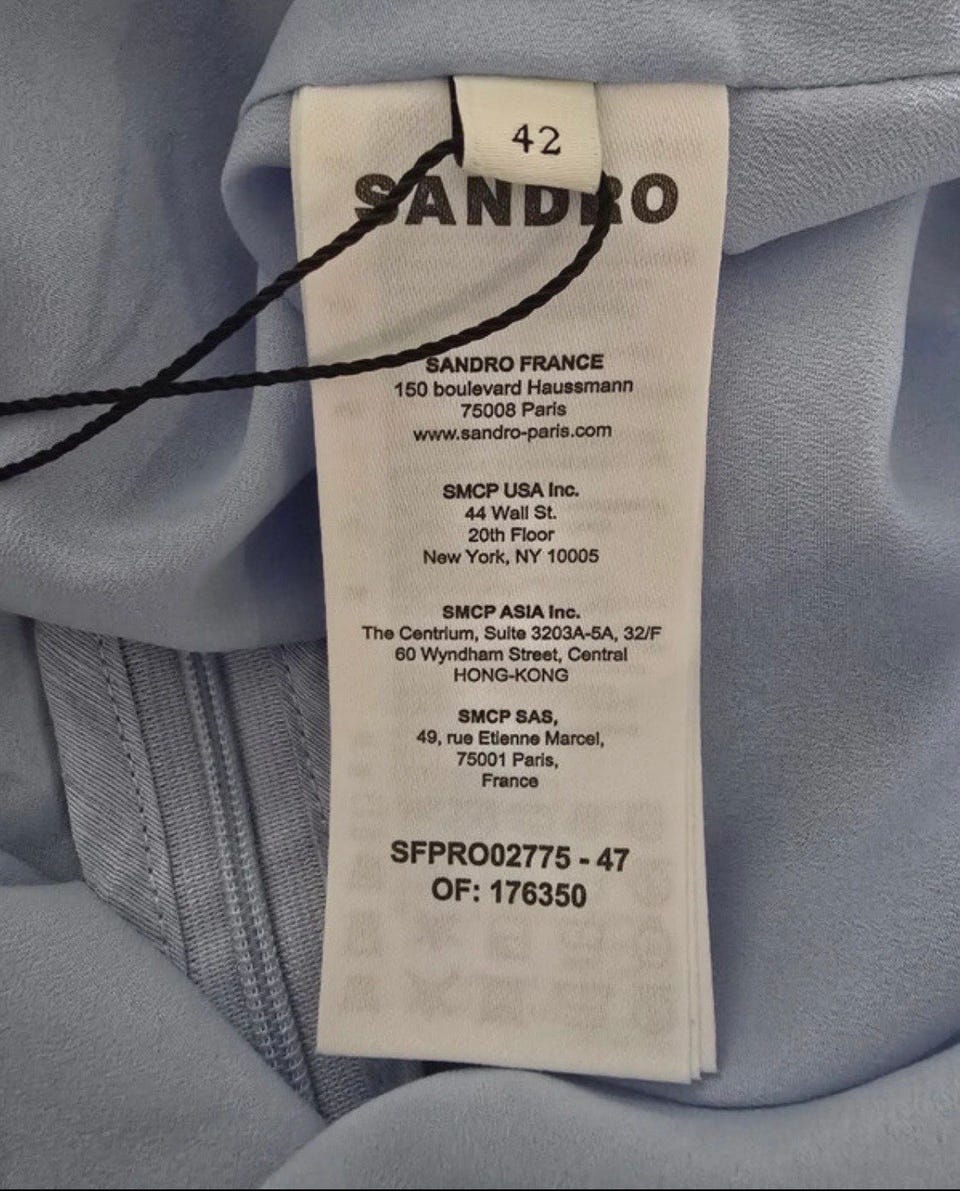 42
SANDRO
SANDRO FRANCE
150 boulevard Haussmann
75008 Paris
www.sandro-paris.com
SMCP USA Inc.
44 Wall St.
20th Floor
New York, NY 10005
SMCP ASIA Inc.
The Centrium, Suite 3203A-5A, 32/F
60 Wyndham Street, Central
HONG-KONG
SMCP SAS,
49, rue Etienne Marcel,
75001 Paris,
France
SFPRO02775 - 47
OF: 176350